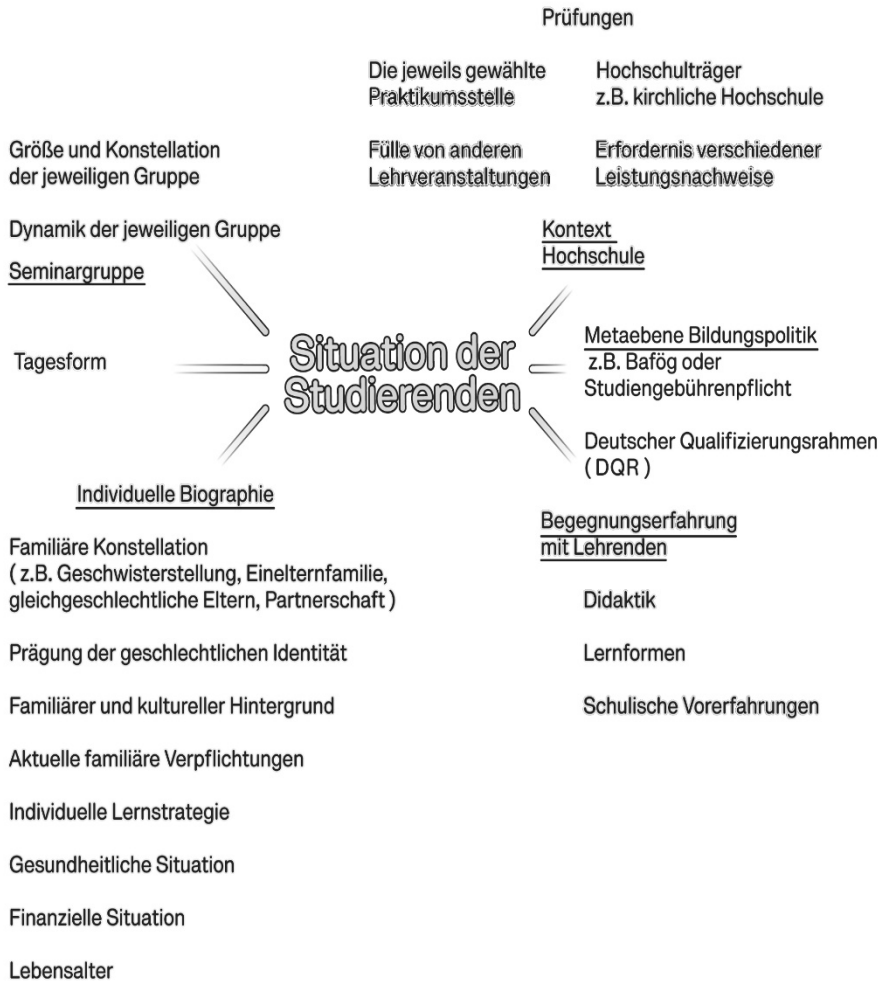 Prüfungen
Die jeweils gewählte
Praktikumsstelle
Hochschulträger
z.B. kirchliche Hochschule
Größe und Konstellation
der jeweiligen Gruppe
Fülle von anderen
Lehrveranstaltungen
Erfordernis verschiedener
Leistungsnachweise
Dynamik der jeweiligen Gruppe
Seminargruppe
Kontext
Hochschule
Tagesform
Situation der
Studierenden
Metaebene Bildungspolitik
z.B. Bafög oder
Studiengebührenpflicht
Deutscher Qualifizierungsrahmen
( DQR )
Individuelle Biographie
Familiäre Konstellation
( z.B. Geschwisterstellung, Einelternfamilie,
gleichgeschlechtliche Eltern, Partnerschaft )
Prägung der geschlechtlichen Identität
Familiärer und kultureller Hintergrund
Aktuelle familiäre Verpflichtungen
Individuelle Lernstrategie
Gesundheitliche Situation
Finanzielle Situation
Lebensalter
Begegnungserfahrung
mit Lehrenden
Didaktik
Lernformen
Schulische Vorerfahrungen